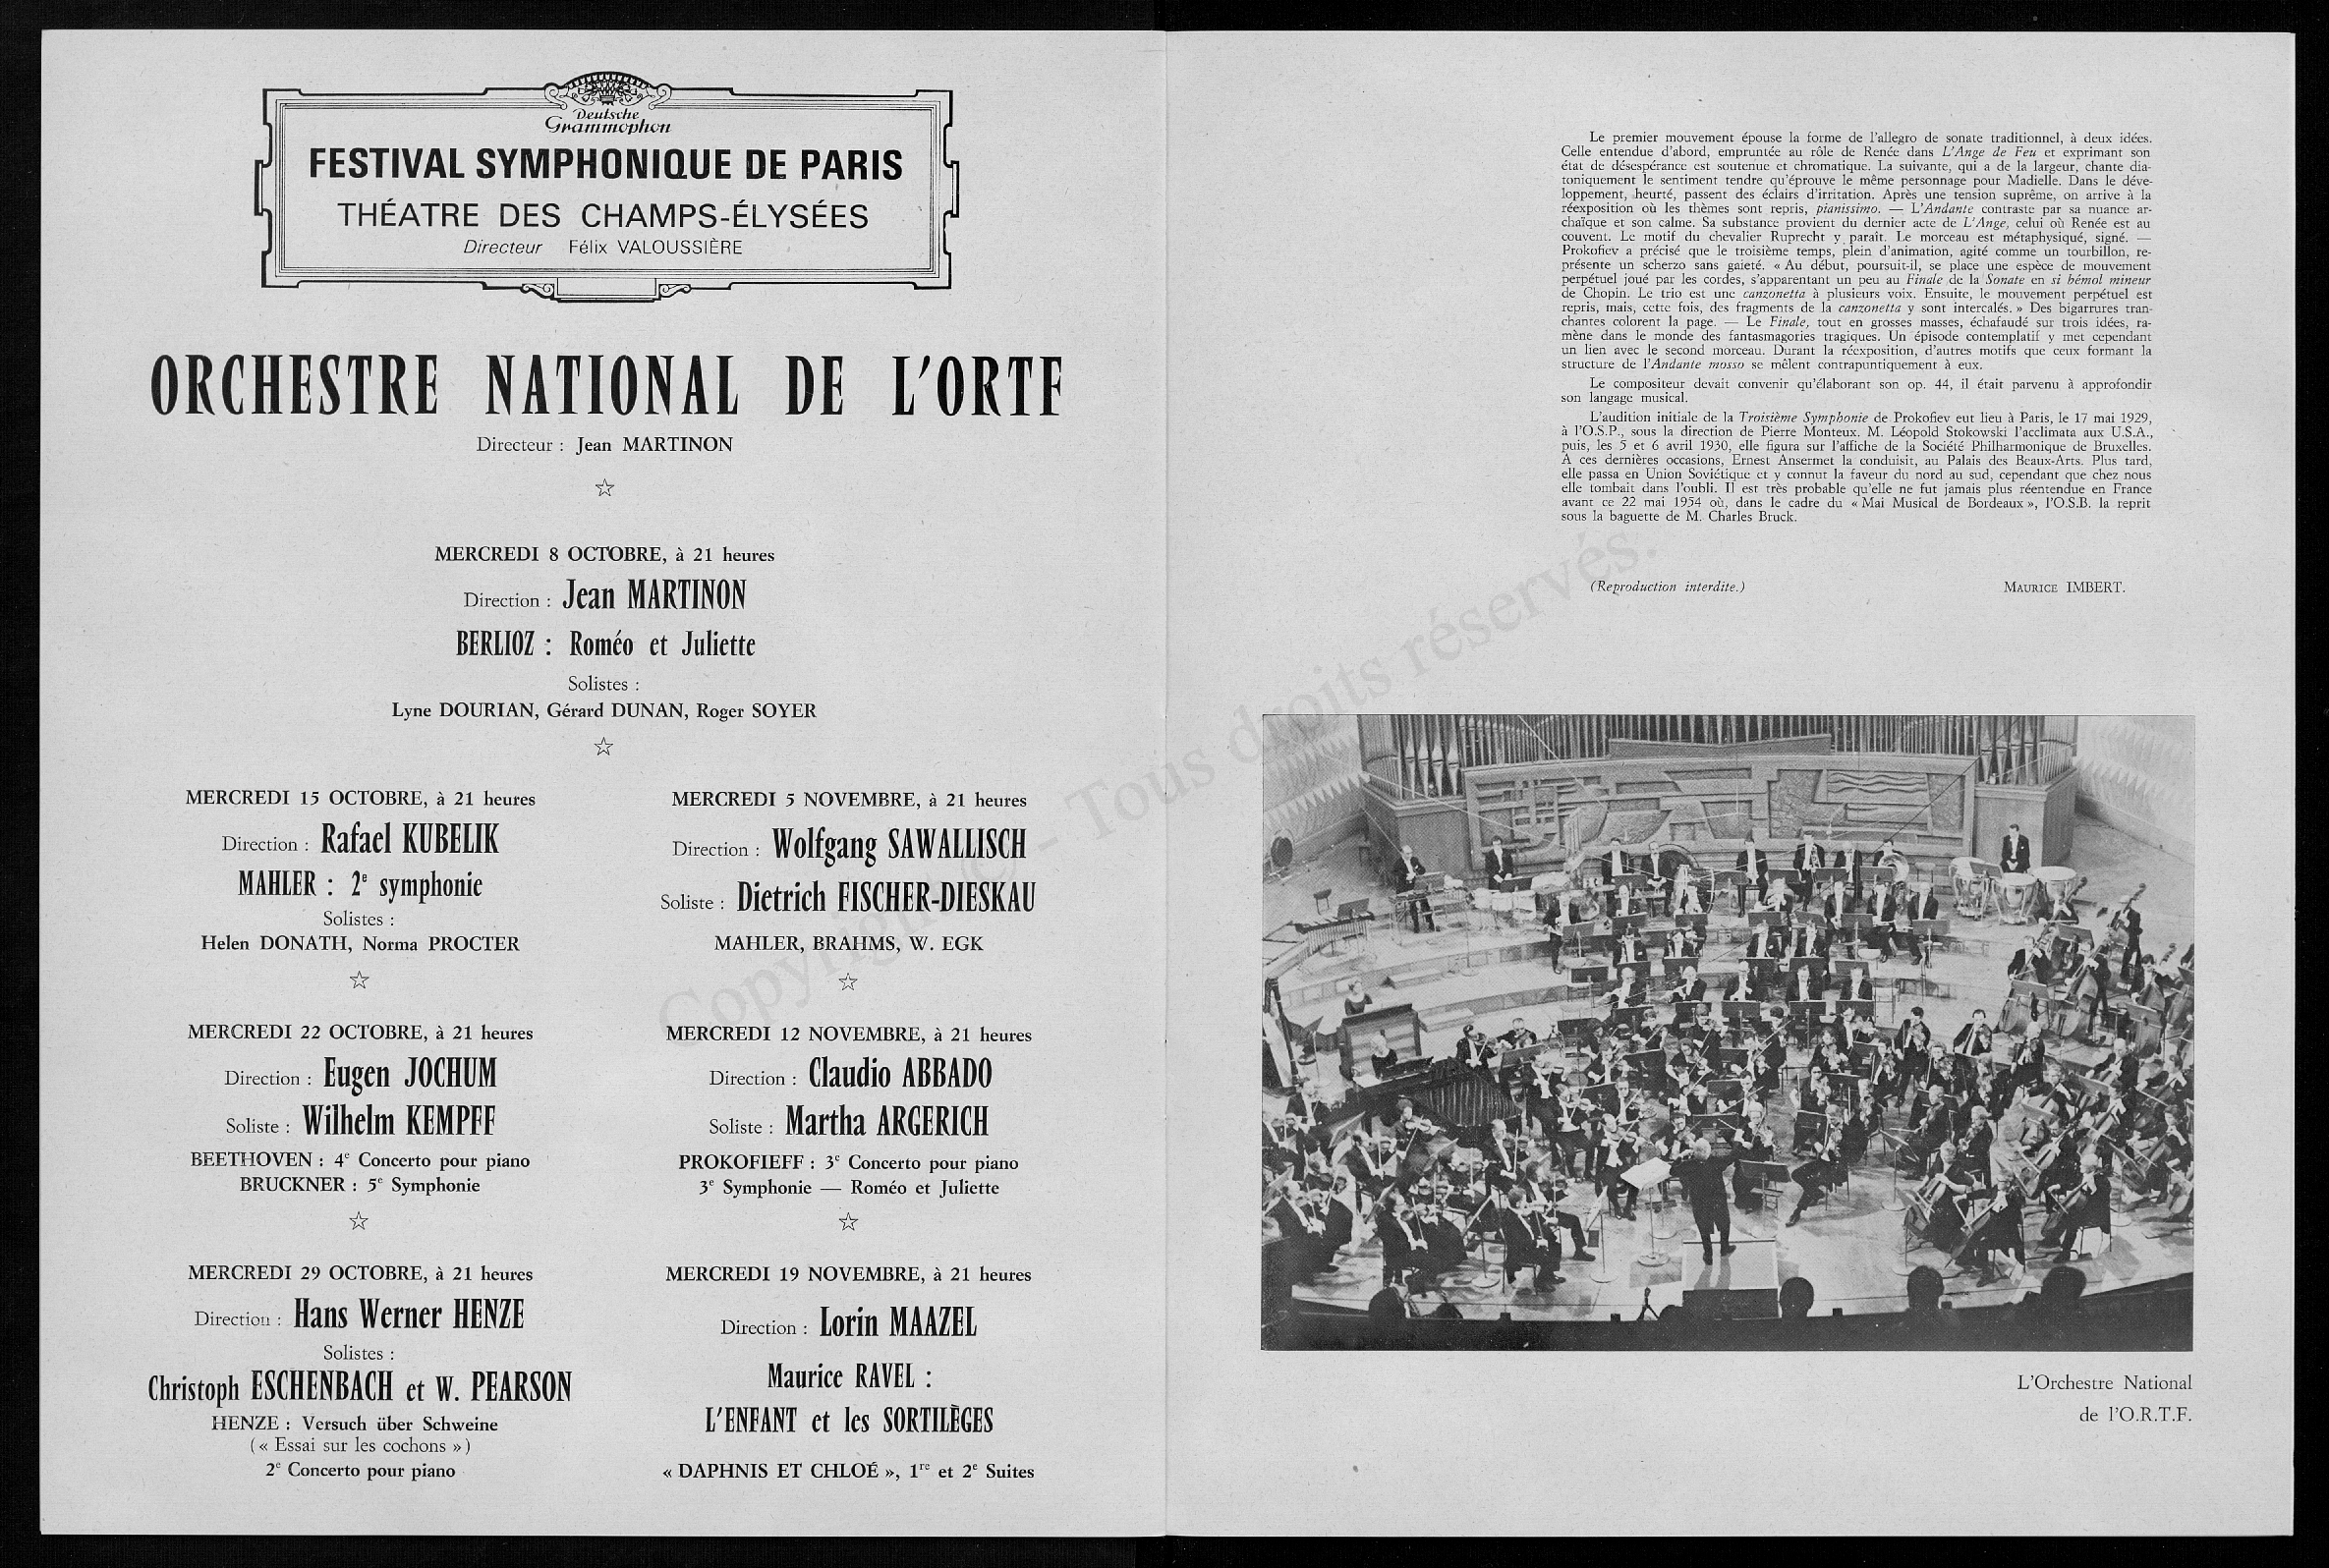 Deutsche
Grammophon
FESTIVAL SYMPHONIQUE DE PARIS
THÉATRE DES CHAMPS-ÉLYSÉES
Directeur Félix VALOUSSIÈRE
ORCHESTRE NATIONAL DE L'ORTF
Directeur : Jean MARTINON
☆
MERCREDI 8 OCTOBRE, à 21 heures
Direction : Jean MARTINON
BERLIOZ : Roméo et Juliette
Solistes :
Lyne DOURIAN, Gérard DUNAN, Roger SOYER
☆
MERCREDI 15 OCTOBRE, à 21 heures
Direction : Rafael KUBELIK
MAHLER : 2e symphonie
Solistes :
Helen DONATH, Norma PROCTER
☆
MERCREDI 22 OCTOBRE, à 21 heures
Direction : Eugen JOCHUM
Soliste : Wilhelm KEMPFF
BEETHOVEN : 4e Concerto pour piano
BRUCKNER : 5e Symphonie
☆
MERCREDI 29 OCTOBRE, à 21 heures
Direction : Hans Werner HENZE
Solistes :
Christoph ESCHENBACH et W. PEARSON
HENZE : Versuch über Schweine
(« Essai sur les cochons »)
2e Concerto pour piano
MERCREDI 5 NOVEMBRE, à 21 heures
Direction : Wolfgang SAWALLISCH
Soliste : Dietrich FISCHER-DIESKAU
MAHLER, BRAHMS, W. EGK
☆
MERCREDI 12 NOVEMBRE, à 21 heures
Direction : Claudio ABBADO
Soliste : Martha ARGERICH
PROKOFIEFF : 3e Concerto pour piano
3e Symphonie — Roméo et Juliette
☆
MERCREDI 19 NOVEMBRE, à 21 heures
Direction : Lorin MAAZEL
Maurice RAVEL :
L'ENFANT et les SORTILÈGES
« DAPHNIS ET CHLOÉ », 1re et 2e Suites
Le premier mouvement épouse la forme de l'allegro de sonate traditionnel, à deux idées.
Celle entendue d'abord, empruntée au rôle de Renée dans L'Ange de Feu et exprimant son
état de désespérance est soutenue et chromatique. La suivante, qui a de la largeur, chante dia-
toniquement le sentiment tendre qu'éprouve le même personnage pour Madielle. Dans le déve-
loppement, heurté, passent des éclairs d'irritation. Après une tension suprême, on arrive à la
réexposition où les thèmes sont repris, pianissimo. — L'Andante contraste par sa nuance ar-
chaïque et son calme. Sa substance provient du dernier acte de L'Ange, celui où Renée est au
couvent. Le motif du chevalier Ruprecht y paraît. Le morceau est métaphysiqué, signé. —
Prokofiev a précisé que le troisième temps, plein d'animation, agité comme un tourbillon, re-
présente un scherzo sans gaieté. « Au début, poursuit-il, se place une espèce de mouvement
perpétuel joué par les cordes, s'apparentant un peu au Finale de la Sonate en si bémol mineur
de Chopin. Le trio est une canzonetta à plusieurs voix. Ensuite, le mouvement perpétuel est
repris, mais, cette fois, des fragments de la canzonetta y sont intercalés. » Des bigarrures tran-
chantes colorent la page. — Le Finale, tout en grosses masses, échafaudé sur trois idées, ra-
mène dans le monde des fantasmagories tragiques. Un épisode contemplatif y met cependant
un lien avec le second morceau. Durant la réexposition, d'autres motifs que ceux formant la
structure de l'Andante mosso se mêlent contrapuntiquement à eux.
Le compositeur devait convenir qu'élaborant son op. 44, il était parvenu à approfondir
son langage musical.
L'audition initiale de la Troisième Symphonie de Prokofiev eut lieu à Paris, le 17 mai 1929,
à l'O.S.P., sous la direction de Pierre Monteux. M. Léopold Stokowski l'acclimata aux U.S.A.,
puis, les 5 et 6 avril 1930, elle figura sur l'affiche de la Société Philharmonique de Bruxelles.
A ces dernières occasions, Ernest Ansermet la conduisit, au Palais des Beaux-Arts. Plus tard,
elle passa en Union Soviétique et y connut la faveur du nord au sud, cependant que chez nous
elle tombait dans l'oubli. Il est très probable qu'elle ne fut jamais plus réentendue en France
avant ce 22 mai 1954 où, dans le cadre du « Mai Musical de Bordeaux », l'O.S.B. la reprit
sous la baguette de M. Charles Bruck.
(Reproduction interdite.) MAURICE IMBERT.
L'Orchestre National
de l'O.R.T.F.
Copyright © - Tous droits réservés.